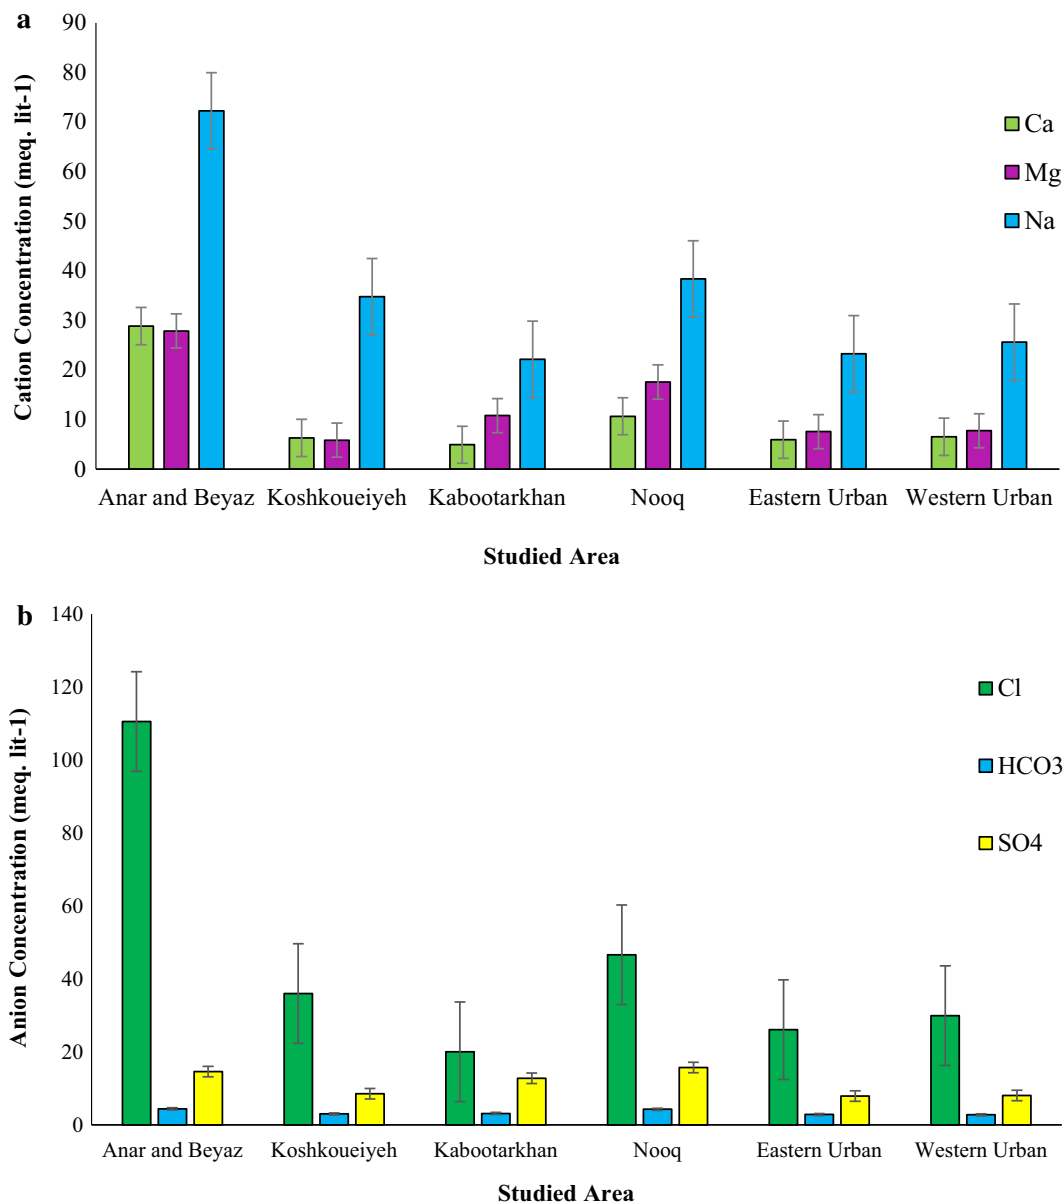 a
Cation Concentration (meq. lit-1)
90
80
70
60
50
40
30
20
10
0
Ca
Mg
Na
Anar and Beyaz Koshkoueiyeh Kabootarkhan Nooq Eastern Urban Western Urban
Studied Area
b
Anion Concentration (meq. lit-1)
140
120
100
80
60
40
20
0
Cl
HCO3
SO4
Anar and Beyaz Koshkoueiyeh Kabootarkhan Nooq Eastern Urban Western Urban
Studied Area